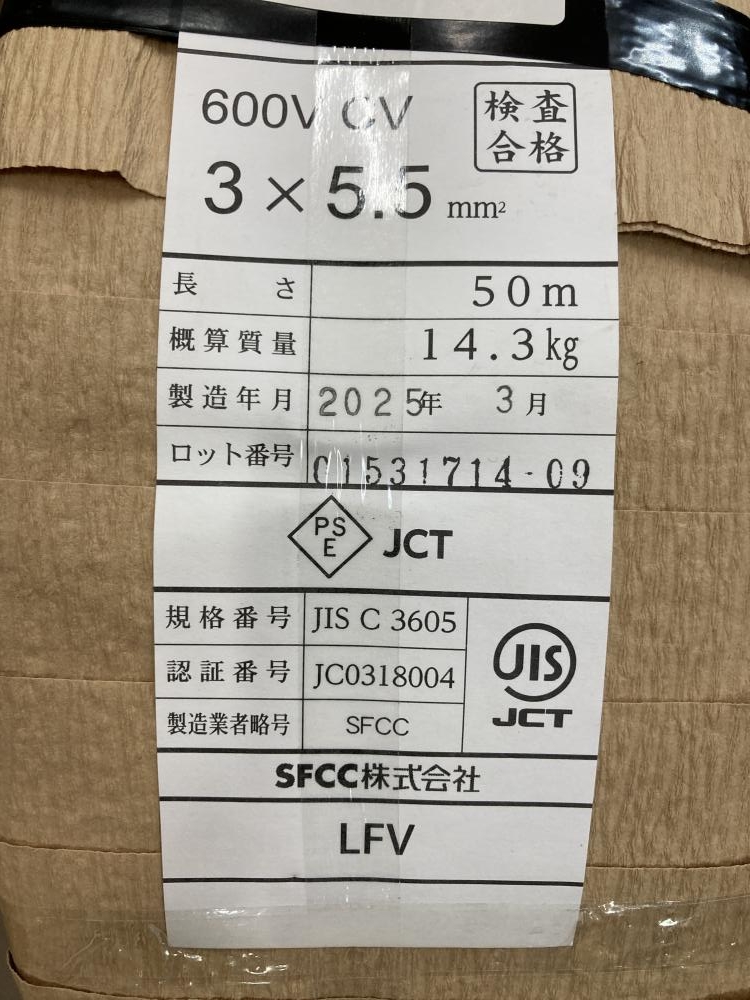 600V CV
検査
合格
3×5.5 mm²
長さ 50m
概算質量 14.3kg
製造年月 2025年 3月
ロット番号 01531714-09
PS
E
JCT
規格番号 JIS C 3605
認証番号 JC0318004
製造業者略号 SFCC
JIS
JCT
SFCC株式会社
LFV